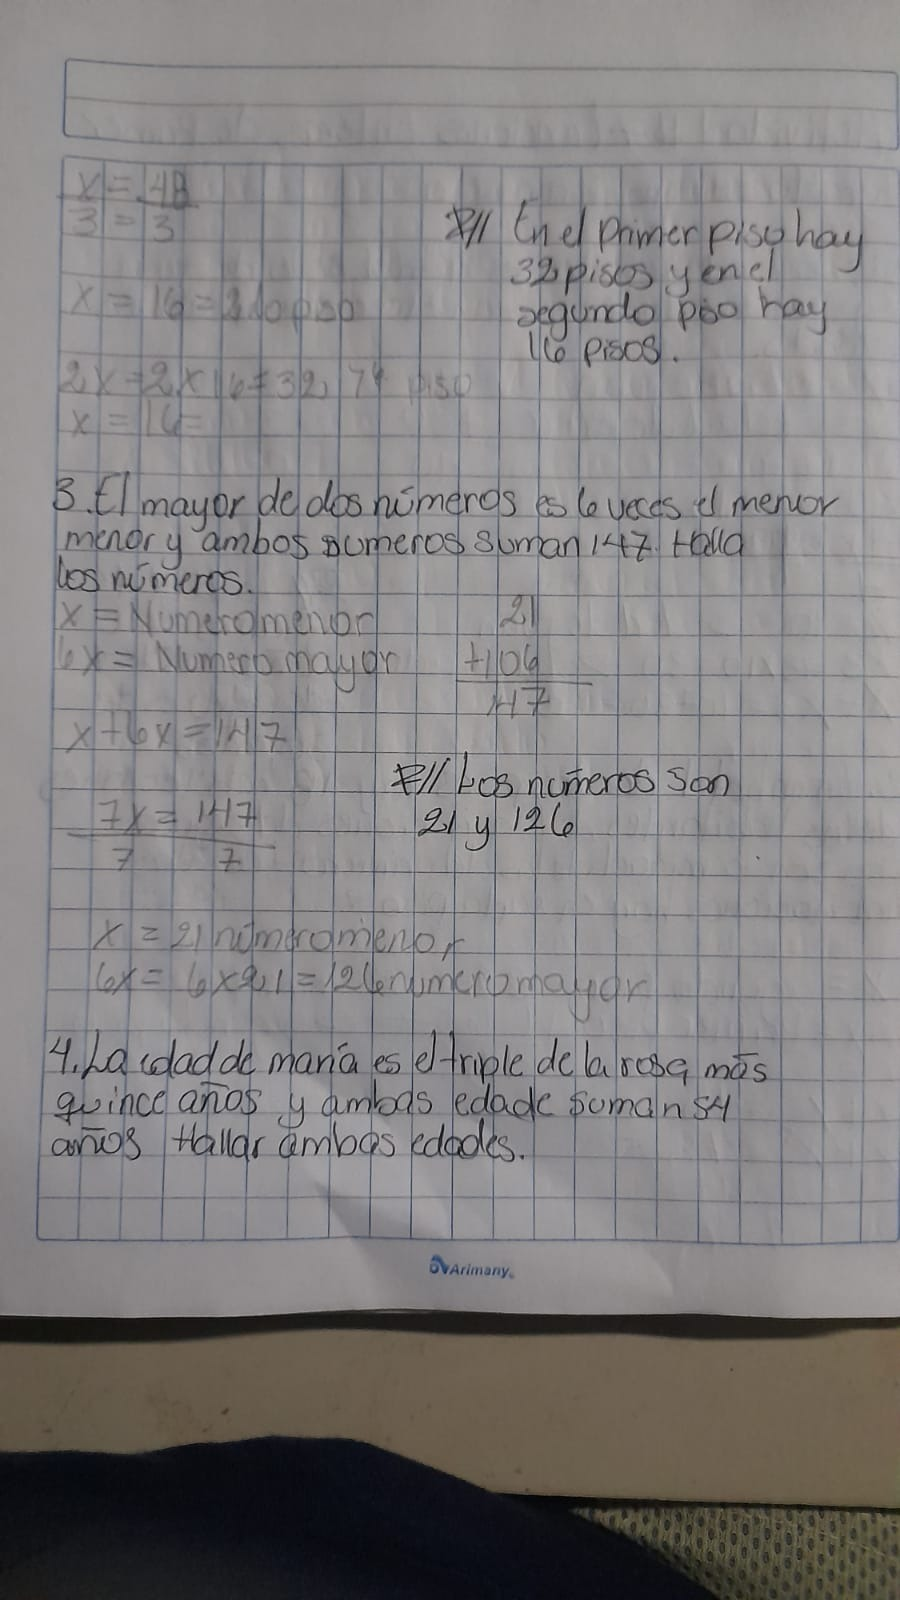 x = 48
3 = 3
R// En el primer piso hay
32 pisos y en el
segundo piso hay
16 pisos.
x = 16 = 2do piso
2x = 2x16 = 32, piso
x = 16 =
3. El mayor de dos números es 6 veces el menor
menor y ambos numeros suman 147. Halla
los números.
x = Numero menor
6x = Numero mayor
21
+106
147
x+6x=147
R// Los números son
21 y 126
7x = 147
7 7
x = 21 número menor
6x = 6x21 = 126 numero mayor
4. La edad de maría es el triple de la rosa, más
quince años y ambas edade suman 54
años Hallar ambas edades.
Arimany